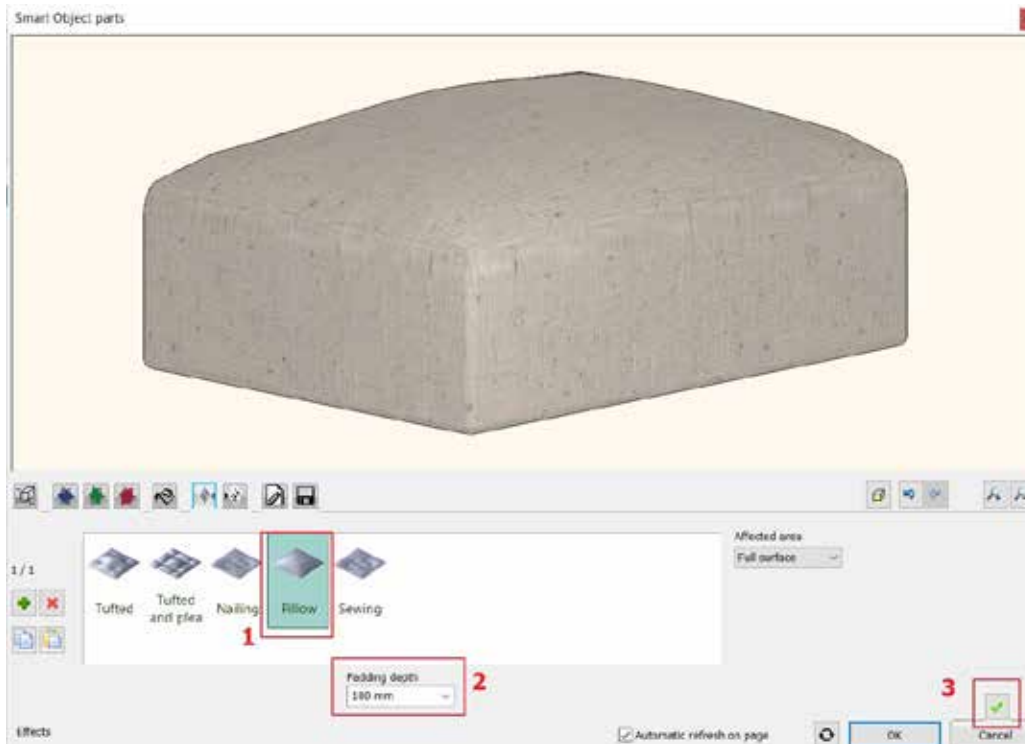 Smart Object parts
1 / 1
Tufted
Tufted
and plea
Nailing
Pillow
Sewing
1
Affected area
Full surface
Padding depth
180 mm
2
3
Effects
Automatic refresh on page
OK
Cancel